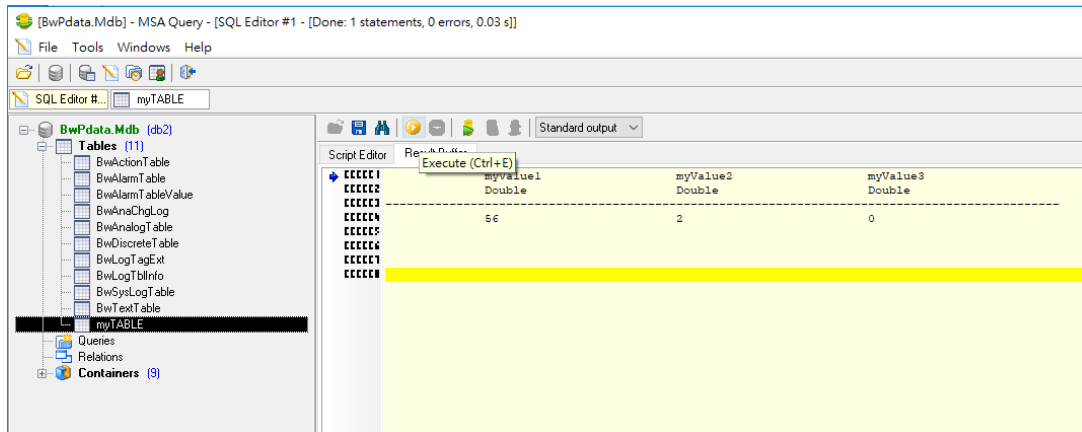 [BwPdata.Mdb] - MSA Query - [SQL Editor #1 - [Done: 1 statements, 0 errors, 0.03 s]]
File Tools Windows Help
SQL Editor #... myTABLE
BwPdata.Mdb (db2)
Tables (11)
BwActionTable
BwAlarmTable
BwAlarmTableValue
BwAnaChgLog
BwAnalogTable
BwDiscreteTable
BwLogTagExt
BwLogTblInfo
BwSysLogTable
BwTextTable
myTABLE
Queries
Relations
Containers (9)
Standard output
Script Editor
Execute (Ctrl+E)
myValue1 myValue2 myValue3
Double Double Double
--------------------------------------------------------------------------------
56 2 0